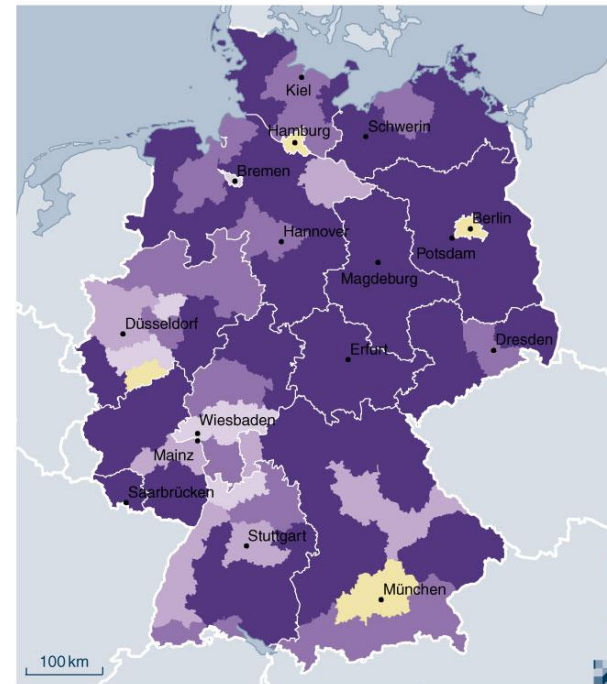 Kiel
Hamburg
Schwerin
Bremen
Berlin
Hannover
Potsdam
Magdeburg
Düsseldorf
Erfurt
Dresden
Wiesbaden
Mainz
Saarbrücken
Stuttgart
München
100 km